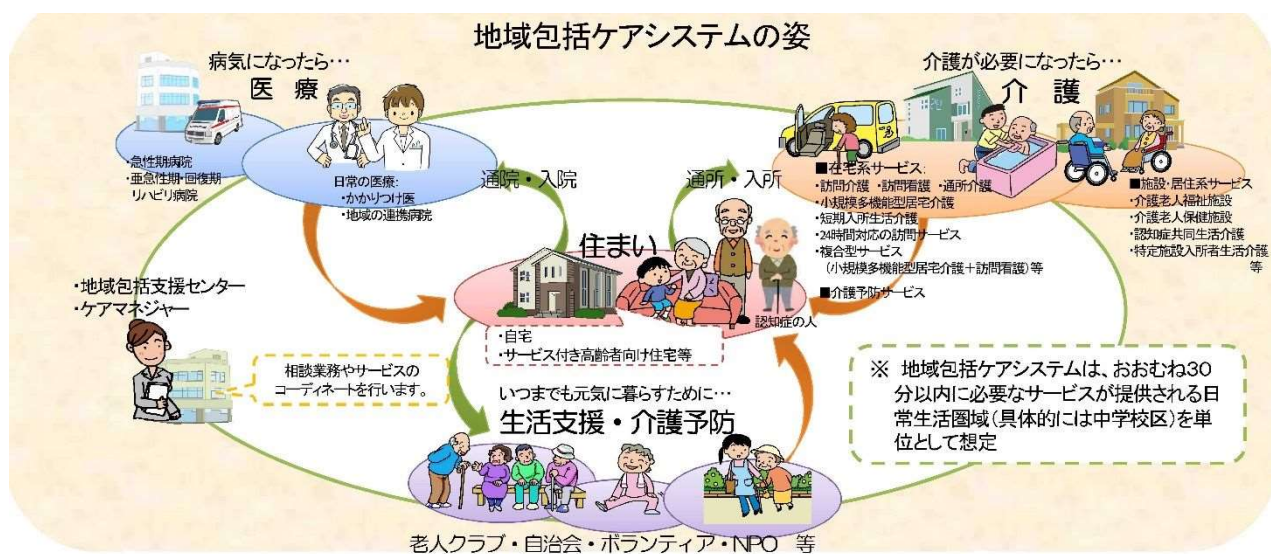 地域包括ケアシステムの姿
病気になったら…
医 療
・急性期病院
・亜急性期・回復期
リハビリ病院
日常の医療:
・かかりつけ医
・地域の連携病院
通院・入院
介護が必要になったら…
介 護
通所・入所
■在宅系サービス:
・訪問介護 ・訪問看護 ・通所介護
・小規模多機能型居宅介護
・短期入所生活介護
・24時間対応の訪問サービス
・複合型サービス
（小規模多機能型居宅介護＋訪問看護）等
■介護予防サービス
■施設・居住系サービス
・介護老人福祉施設
・介護老人保健施設
・認知症共同生活介護
・特定施設入所者生活介護
等
住まい
・自宅
・サービス付き高齢者向け住宅等
認知症の人
・地域包括支援センター
・ケアマネジャー
相談業務やサービスの
コーディネートを行います。
いつまでも元気に暮らすために…
生活支援・介護予防
老人クラブ・自治会・ボランティア・NPO 等
※ 地域包括ケアシステムは、おおむね30
分以内に必要なサービスが提供される日
常生活圏域（具体的には中学校区）を単
位として想定